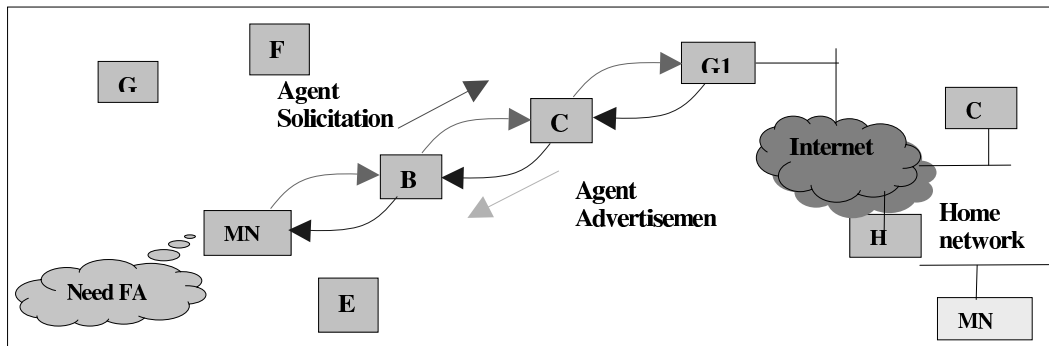 F
G
G1
Agent
Solicitation
C
C
Internet
B
Agent
Advertisemen
MN
H
Home
network
Need FA
E
MN